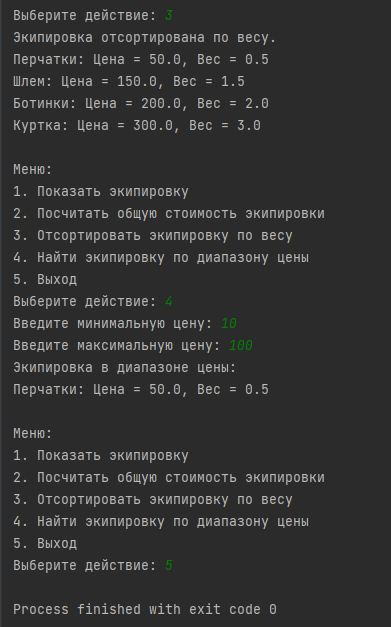 Выберите действие: 3
Экипировка отсортирована по весу.
Перчатки: Цена = 50.0, Вес = 0.5
Шлем: Цена = 150.0, Вес = 1.5
Ботинки: Цена = 200.0, Вес = 2.0
Куртка: Цена = 300.0, Вес = 3.0

Меню:
1. Показать экипировку
2. Посчитать общую стоимость экипировки
3. Отсортировать экипировку по весу
4. Найти экипировку по диапазону цены
5. Выход
Выберите действие: 4
Введите минимальную цену: 10
Введите максимальную цену: 100
Экипировка в диапазоне цены:
Перчатки: Цена = 50.0, Вес = 0.5

Меню:
1. Показать экипировку
2. Посчитать общую стоимость экипировки
3. Отсортировать экипировку по весу
4. Найти экипировку по диапазону цены
5. Выход
Выберите действие: 5

Process finished with exit code 0